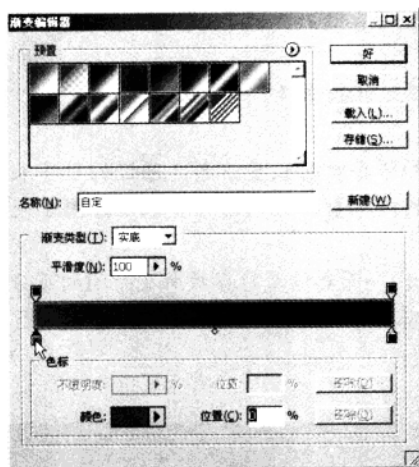 渐变编辑器
预置
好
取消
载入(L)...
存储(S)...
名称(N): 自定
新建(W)
渐变类型(T): 实底
平滑度(N): 100 %
色标
不透明度: % 位置: % 删除(D)
颜色: 位置(C): 0 % 删除(D)